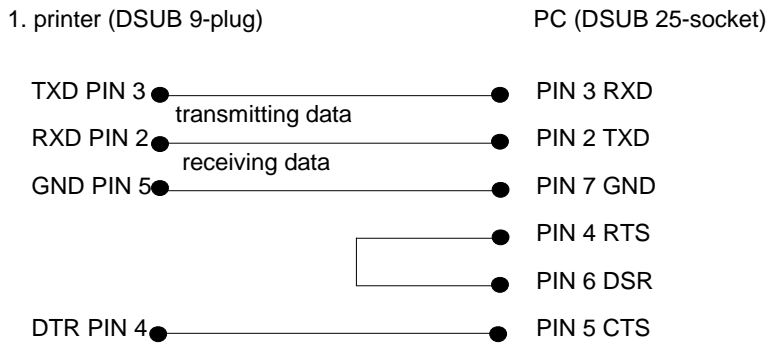 1. printer (DSUB 9-plug) PC (DSUB 25-socket)
TXD PIN 3 PIN 3 RXD
transmitting data
RXD PIN 2 PIN 2 TXD
receiving data
GND PIN 5 PIN 7 GND
PIN 4 RTS
PIN 6 DSR
DTR PIN 4 PIN 5 CTS